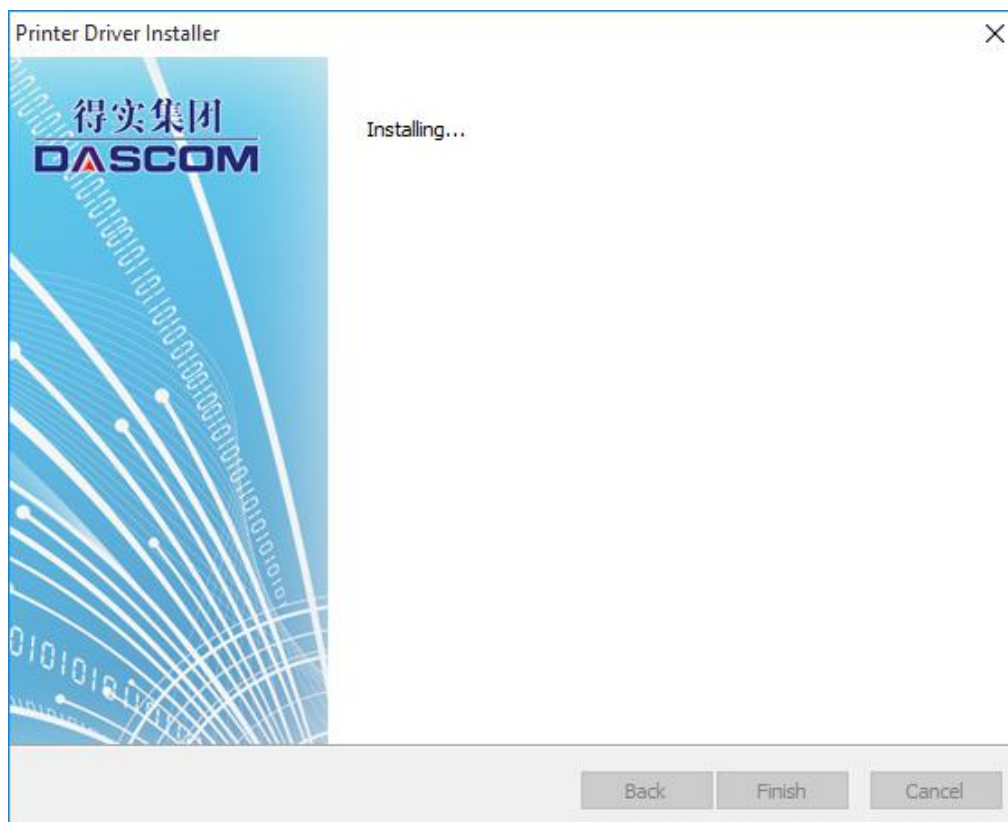 Printer Driver Installer
得实集团
DASCOM
Installing...
Back
Finish
Cancel